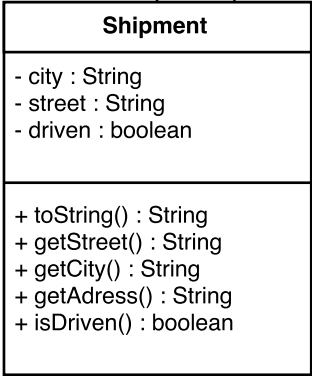 Shipment
- city : String
- street : String
- driven : boolean
+ toString() : String
+ getStreet() : String
+ getCity() : String
+ getAdress() : String
+ isDriven() : boolean